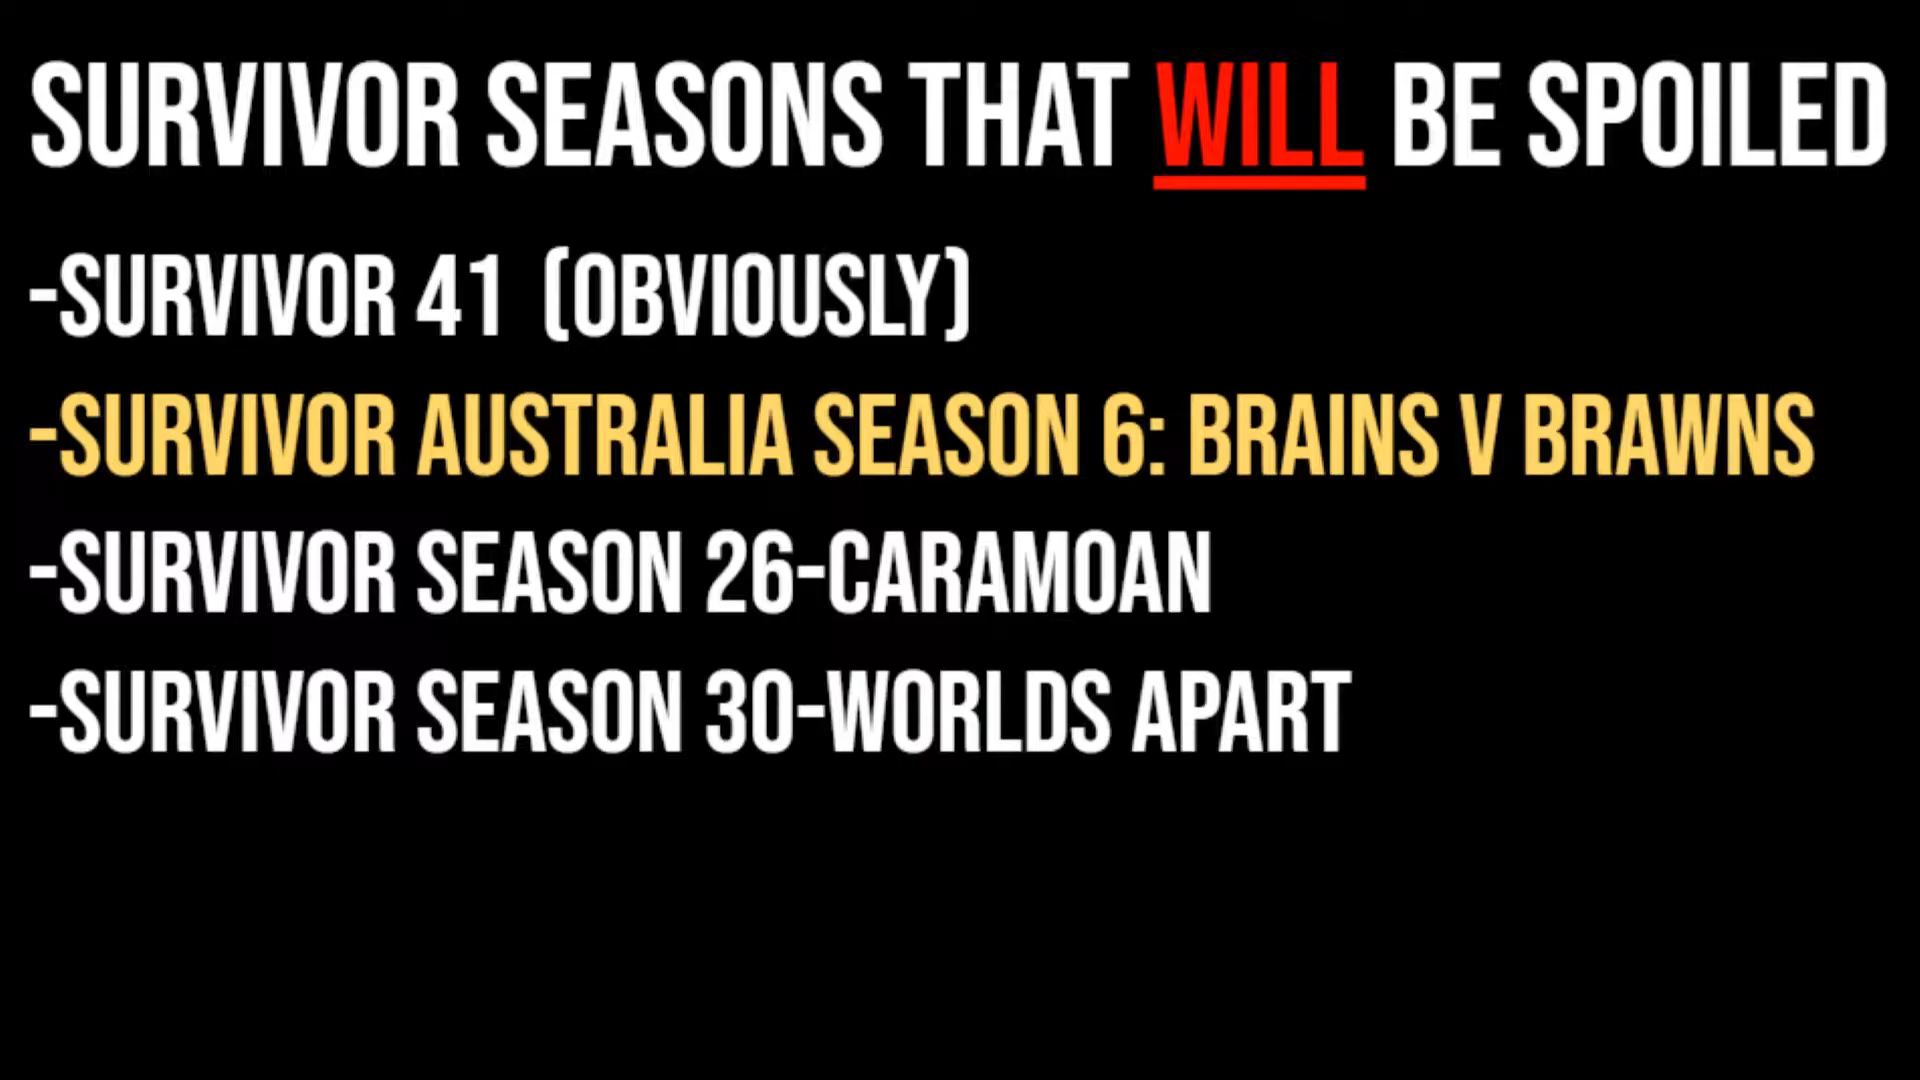 SURVIVOR SEASONS THAT WILL BE SPOILED
-SURVIVOR 41 (OBVIOUSLY)
-SURVIVOR AUSTRALIA SEASON 6: BRAINS V BRAWNS
-SURVIVOR SEASON 26-CARAMOAN
-SURVIVOR SEASON 30-WORLDS APART